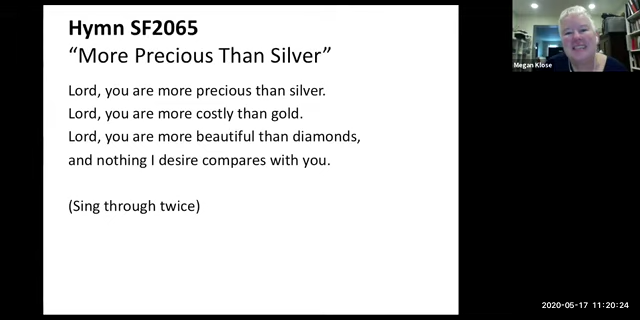 Hymn SF2065
“More Precious Than Silver”
Lord, you are more precious than silver.
Lord, you are more costly than gold.
Lord, you are more beautiful than diamonds,
and nothing I desire compares with you.
(Sing through twice)
Megan Klose
2020-05-17 11:20:24